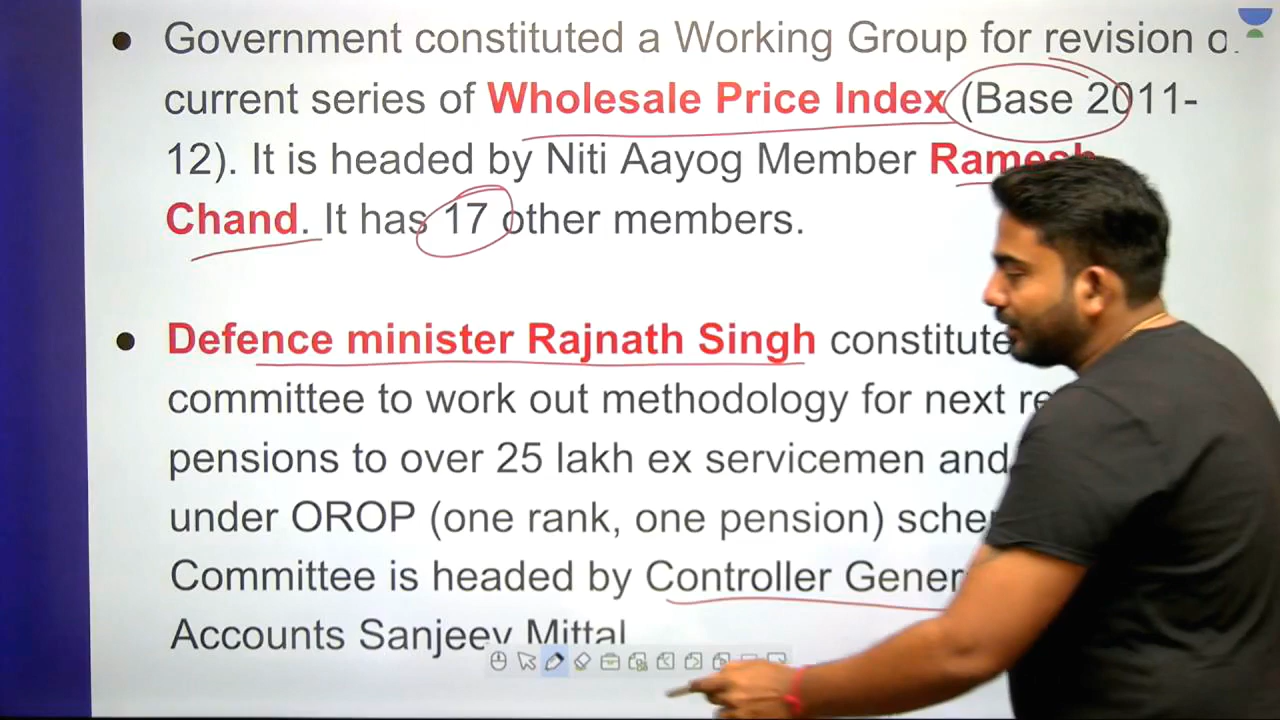 Government constituted a Working Group for revision
current series of Wholesale Price Index (Base 2011-
12). It is headed by Niti Aayog Member Ramesh
Chand. It has 17 other members.
Defence minister Rajnath Singh
committee to work out methodology for next
pensions to over 25 lakh ex servicemen and
under OROP (one rank, one pension)
Committee is headed by Controller
Accounts Sanjeev Mittal